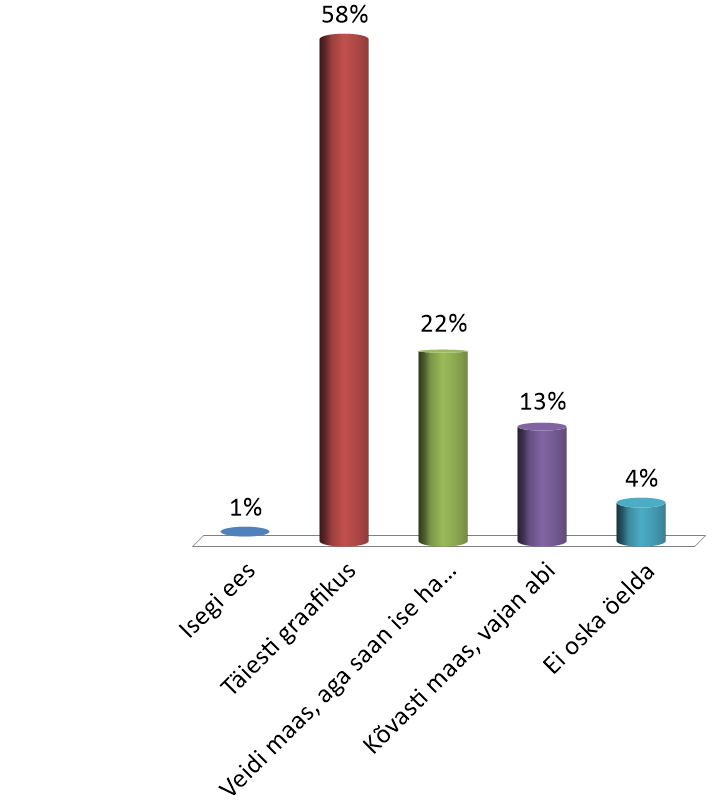 58%
22%
13%
4%
1%
Isegi ees
Täiesti graafikus
Veidi maas, aga saan ise ha...
Kõvasti maas, vajan abi
Ei oska öelda